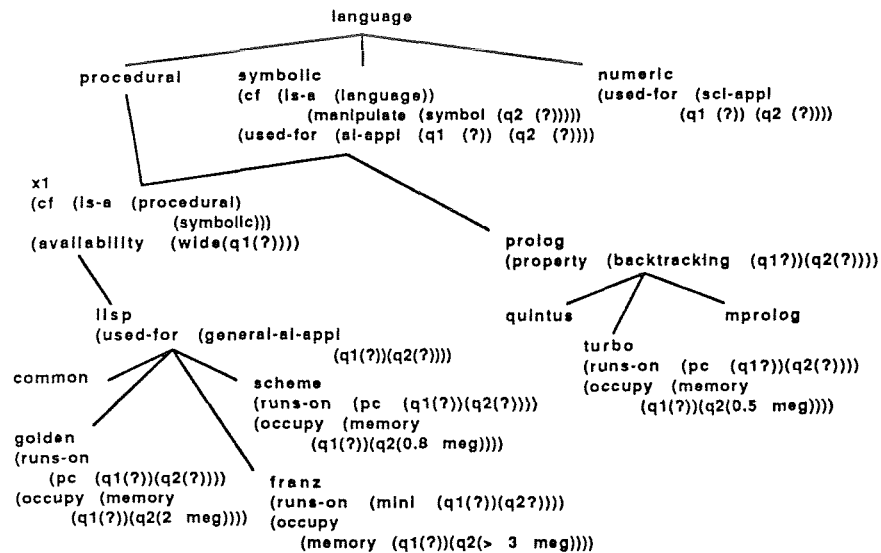 language
procedural
symbolic
(cf (is-a (language))
(manipulate (symbol (q2 (?)))))
(used-for (ai-appl (q1 (?)) (q2 (?))))
numeric
(used-for (sci-appl
(q1 (?)) (q2 (?))))
x1
(cf (is-a (procedural)
(symbolic)))
(availability (wide(q1(?))))
prolog
(property (backtracking (q1?))(q2(?))))
lisp
(used-for (general-ai-appl
(q1(?))(q2(?))))
quintus
mprolog
turbo
(runs-on (pc (q1?))(q2(?))))
(occupy (memory
(q1(?))(q2(0.5 meg))))
common
scheme
(runs-on (pc (q1(?))(q2(?))))
(occupy (memory
(q1(?))(q2(0.8 meg))))
golden
(runs-on
(pc (q1(?))(q2(?))))
(occupy (memory
(q1(?))(q2(2 meg))))
franz
(runs-on (mini (q1(?))(q2?))))
(occupy
(memory (q1(?))(q2(> 3 meg))))